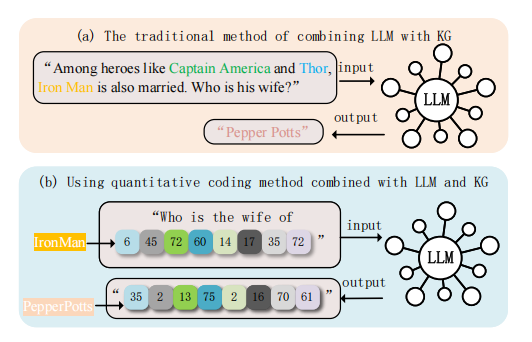 (a) The traditional method of combining LLM with KG
“Among heroes like Captain America and Thor,
Iron Man is also married. Who is his wife?”
input
LLM
output
“Pepper Potts”
(b) Using quantitative coding method combined with LLM and KG
“Who is the wife of
IronMan
6 45 72 60 14 17 35 72 ”
input
LLM
output
PepperPotts
“ 35 2 13 75 2 16 70 61 ”